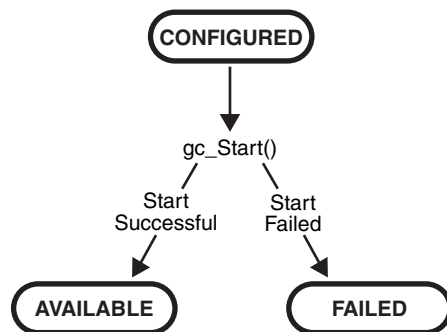 CONFIGURED
gc_Start()
Start
Successful
Start
Failed
AVAILABLE
FAILED